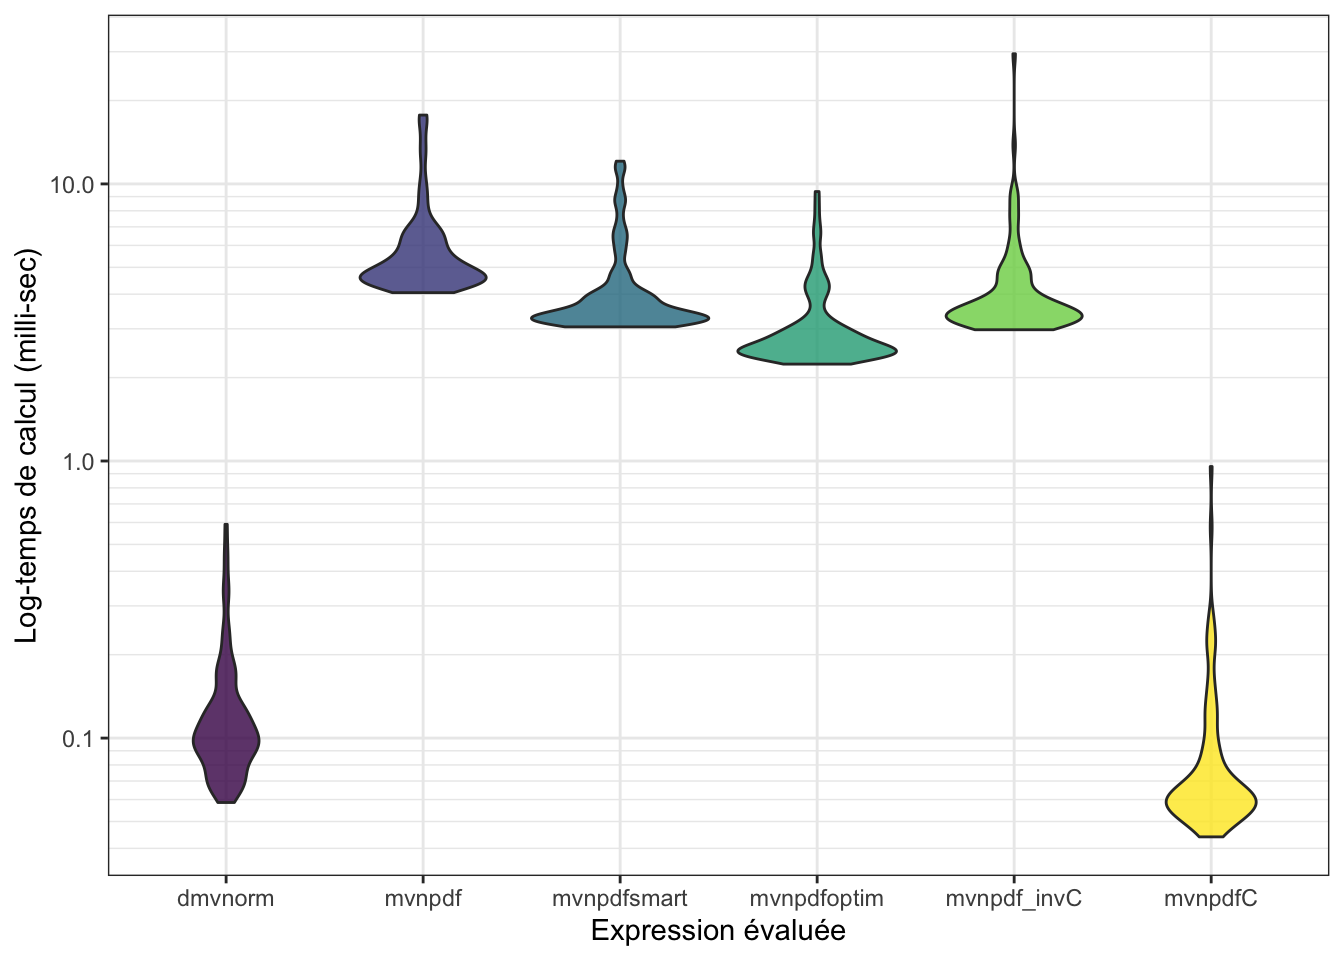 Log-temps de calcul (milli-sec)
10.0
1.0
0.1
dmvnorm mvnpdf mvnpdfsmart mvnpdfoptim mvnpdf_invC mvnpdfC
Expression évaluée